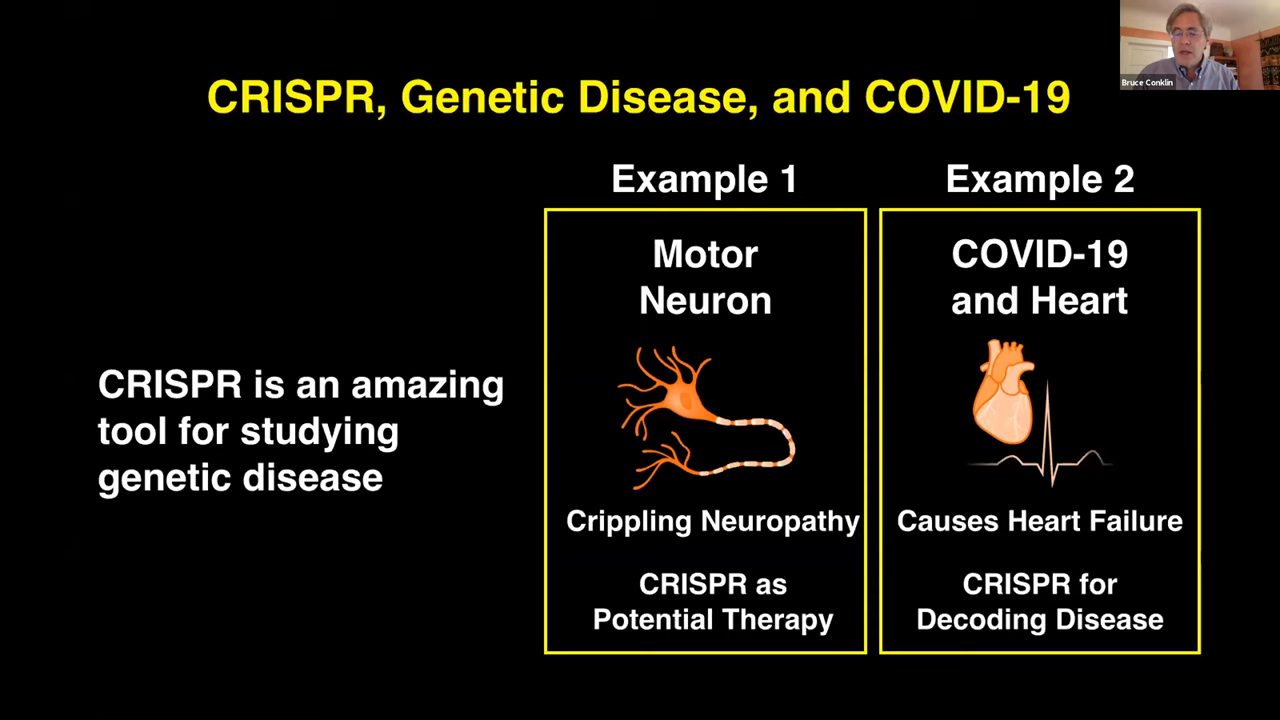 Bruce Conklin
CRISPR, Genetic Disease, and COVID-19
CRISPR is an amazing
tool for studying
genetic disease
Example 1
Motor
Neuron
Crippling Neuropathy
CRISPR as
Potential Therapy
Example 2
COVID-19
and Heart
Causes Heart Failure
CRISPR for
Decoding Disease